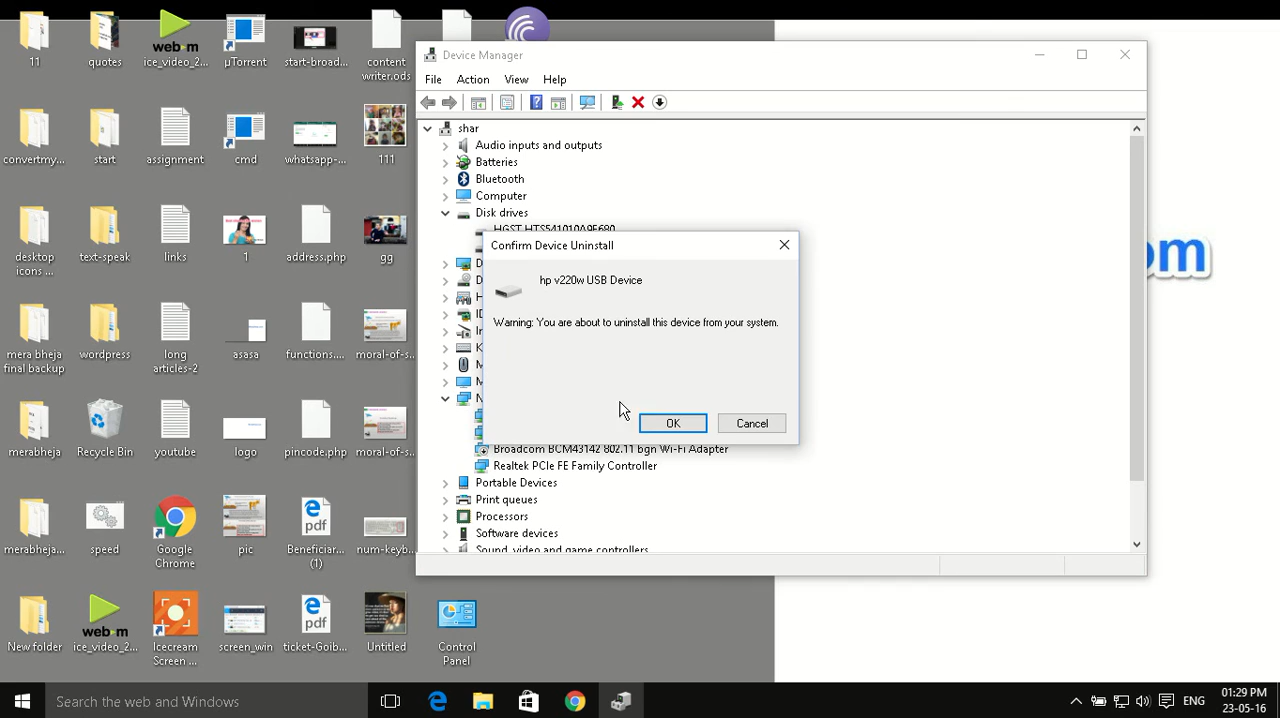 11
quotes
ice_video_2...
µTorrent
start-broad...
content
writer.ods
convertmy...
start
assignment
cmd
whatsapp-...
111
desktop
icons ...
text-speak
links
1
address.php
gg
mera bheja
final backup
wordpress
long
articles-2
asasa
functions....
moral-of-s...
merabheja
Recycle Bin
youtube
logo
pincode.php
moral-of-s...
merabheja...
speed
Google
Chrome
pic
Beneficiar...
(1)
num-keyb...
New folder
ice_video_2...
Icecream
Screen ...
screen_win
ticket-Goib...
Untitled
Control
Panel
web-m
web-m
pdf
pdf
om
Device Manager
File Action View Help
shar
Audio inputs and outputs
Batteries
Bluetooth
Computer
Disk drives
HGST HTS541010A9E680
Confirm Device Uninstall
hp v220w USB Device
Warning: You are about to uninstall this device from your system.
OK Cancel
Broadcom BCM43142 802.11 bgn Wi-Fi Adapter
Realtek PCIe FE Family Controller
Portable Devices
Print queues
Processors
Software devices
Sound, video and game controllers
Search the web and Windows
ENG
01:29 PM
23-05-16